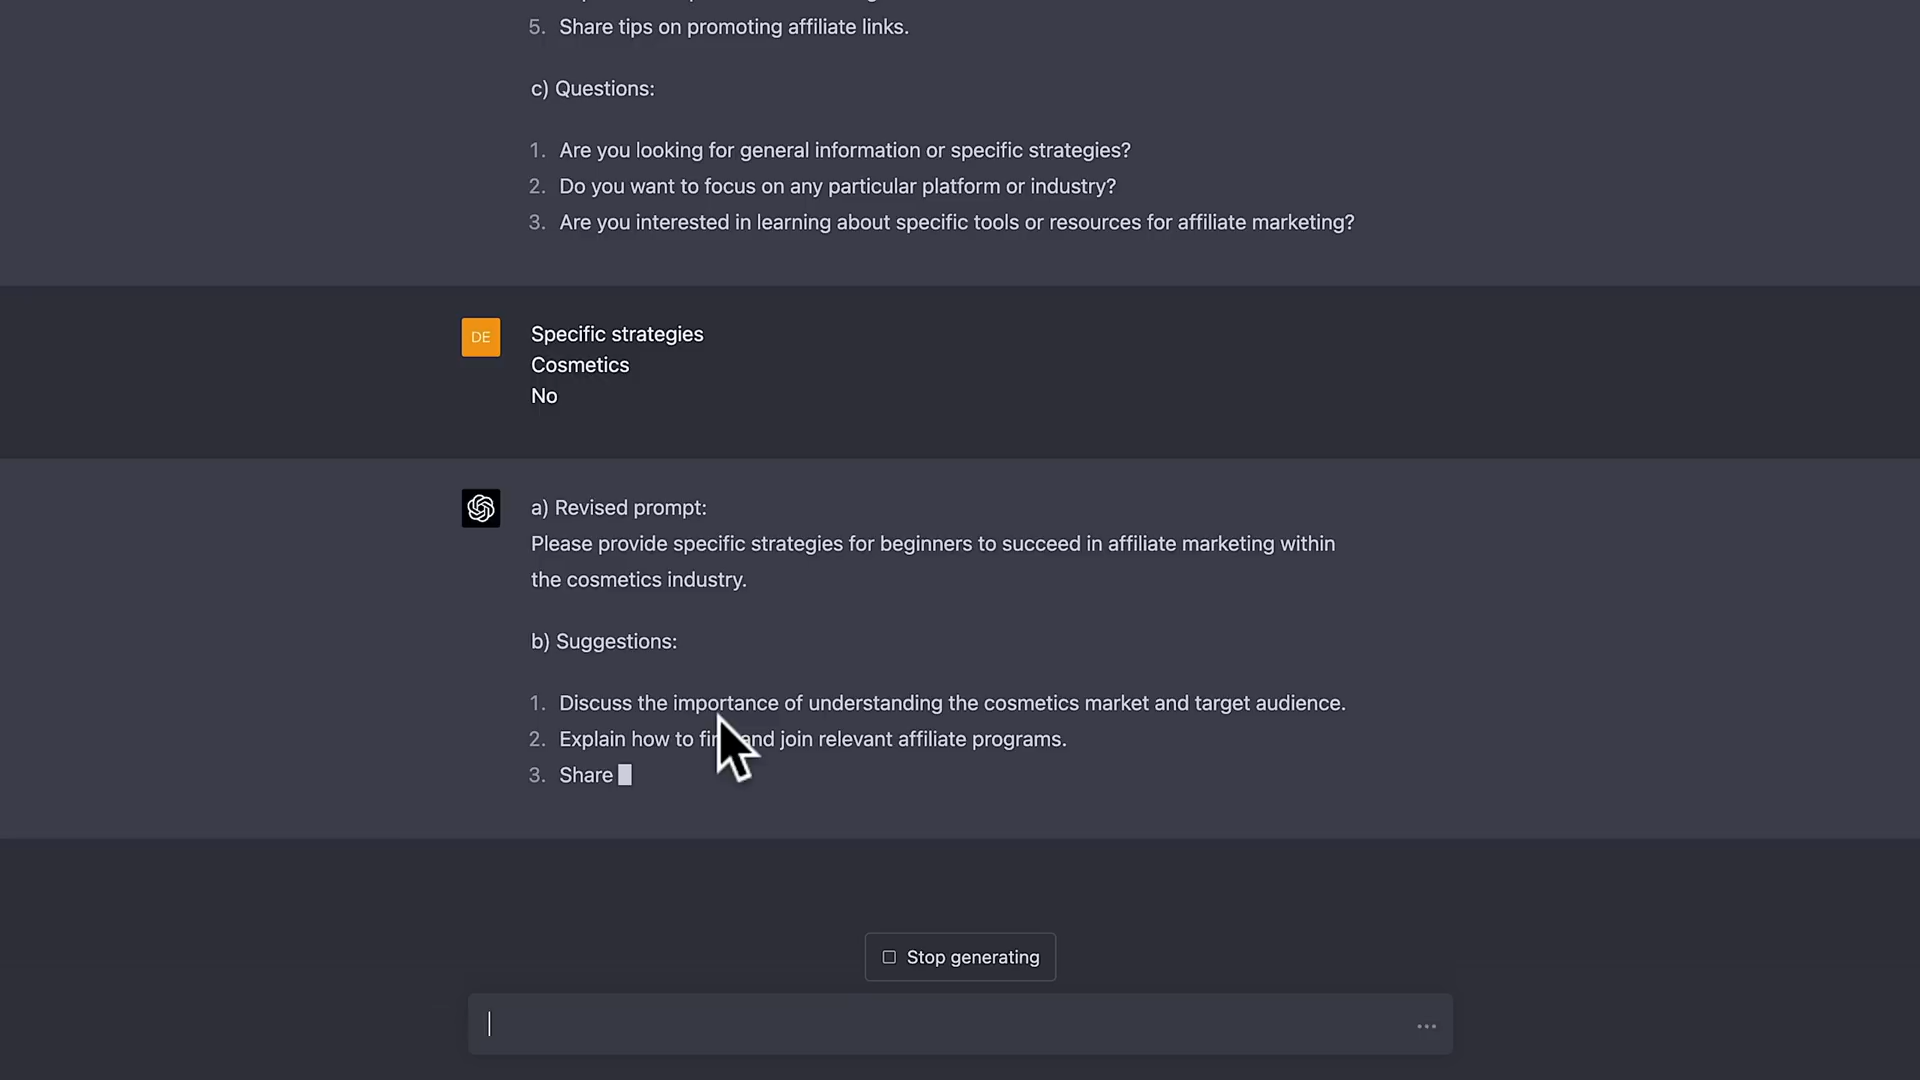 5. Share tips on promoting affiliate links.
c) Questions:
1. Are you looking for general information or specific strategies?
2. Do you want to focus on any particular platform or industry?
3. Are you interested in learning about specific tools or resources for affiliate marketing?
DE
Specific strategies
Cosmetics
No
a) Revised prompt:
Please provide specific strategies for beginners to succeed in affiliate marketing within
the cosmetics industry.
b) Suggestions:
1. Discuss the importance of understanding the cosmetics market and target audience.
2. Explain how to and join relevant affiliate programs.
3. Share
Stop generating